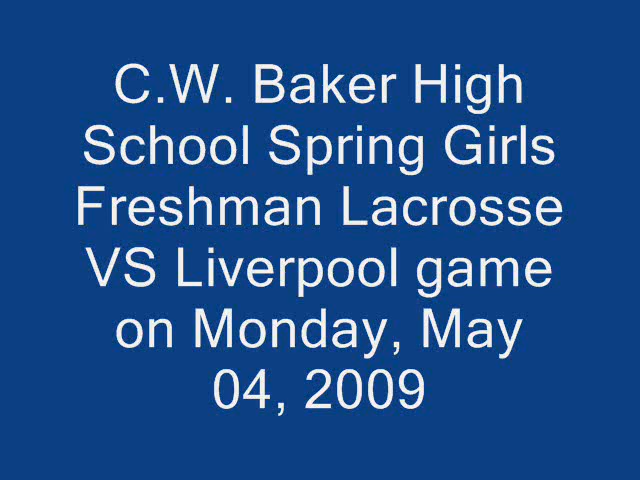 C.W. Baker High
School Spring Girls
Freshman Lacrosse
VS Liverpool game
on Monday, May
04, 2009